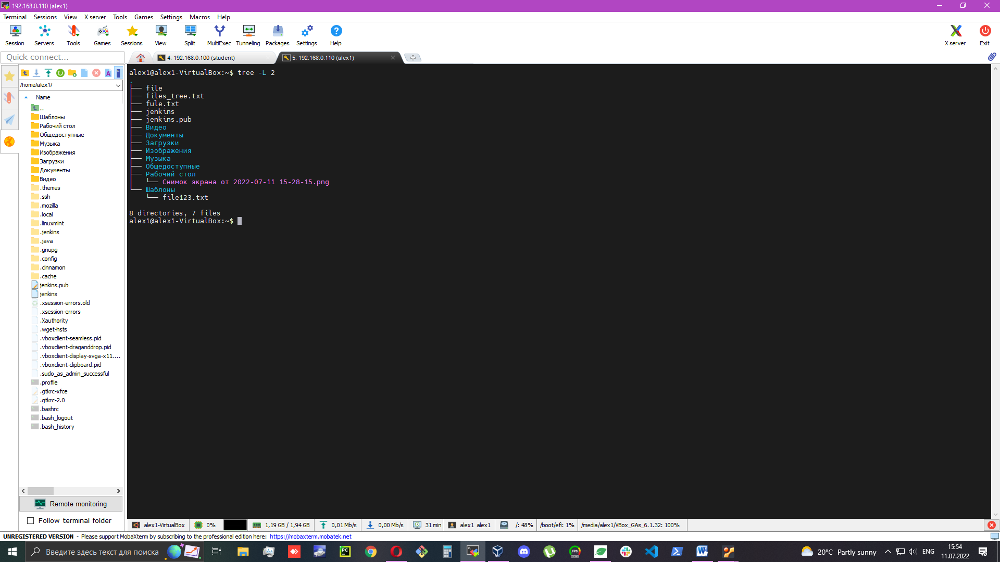 192.168.0.110 (alex1)
Terminal Sessions View X server Tools Games Settings Macros Help
Session Servers Tools Games Sessions View Split MultiExec Tunneling Packages Settings Help X server Exit
Quick connect...
4. 192.168.0.100 (student)
5. 192.168.0.110 (alex1)
/home/alex1/
Name
..
Шаблоны
Рабочий стол
Общедоступные
Музыка
Изображения
Загрузки
Документы
Видео
.themes
.ssh
.mozilla
.local
.linuxmint
.jenkins
.java
.gnupg
.config
.cinnamon
.cache
jenkins.pub
jenkins
.xsession-errors.old
.xsession-errors
.Xauthority
.wget-hsts
.vboxclient-seamless.pid
.vboxclient-draganddrop.pid
.vboxclient-display-svga-x11....
.vboxclient-clipboard.pid
.sudo_as_admin_successful
.profile
.gtkrc-xfce
.gtkrc-2.0
.bashrc
.bash_logout
.bash_history
Remote monitoring
Follow terminal folder
alex1@alex1-VirtualBox:~$ tree -L 2
.
├── file
├── files_tree.txt
├── fule.txt
├── jenkins
├── jenkins.pub
├── Видео
├── Документы
├── Загрузки
├── Изображения
├── Музыка
├── Общедоступные
├── Рабочий стол
│   └── Снимок экрана от 2022-07-11 15-28-15.png
└── Шаблоны
    └── file123.txt
8 directories, 7 files
alex1@alex1-VirtualBox:~$
alex1-VirtualBox 0% 1,19 GB / 1,94 GB 0,01 Mb/s 0,00 Mb/s 31 min alex1 alex1 /: 48% /boot/efi: 1% /media/alex1/VBox_GAs_6.1.32: 100%
UNREGISTERED VERSION - Please support MobaXterm by subscribing to the professional edition here: https://mobaxterm.mobatek.net
Введите здесь текст для поиска
PC
FPS
20°C Partly sunny
ENG
15:54
11.07.2022